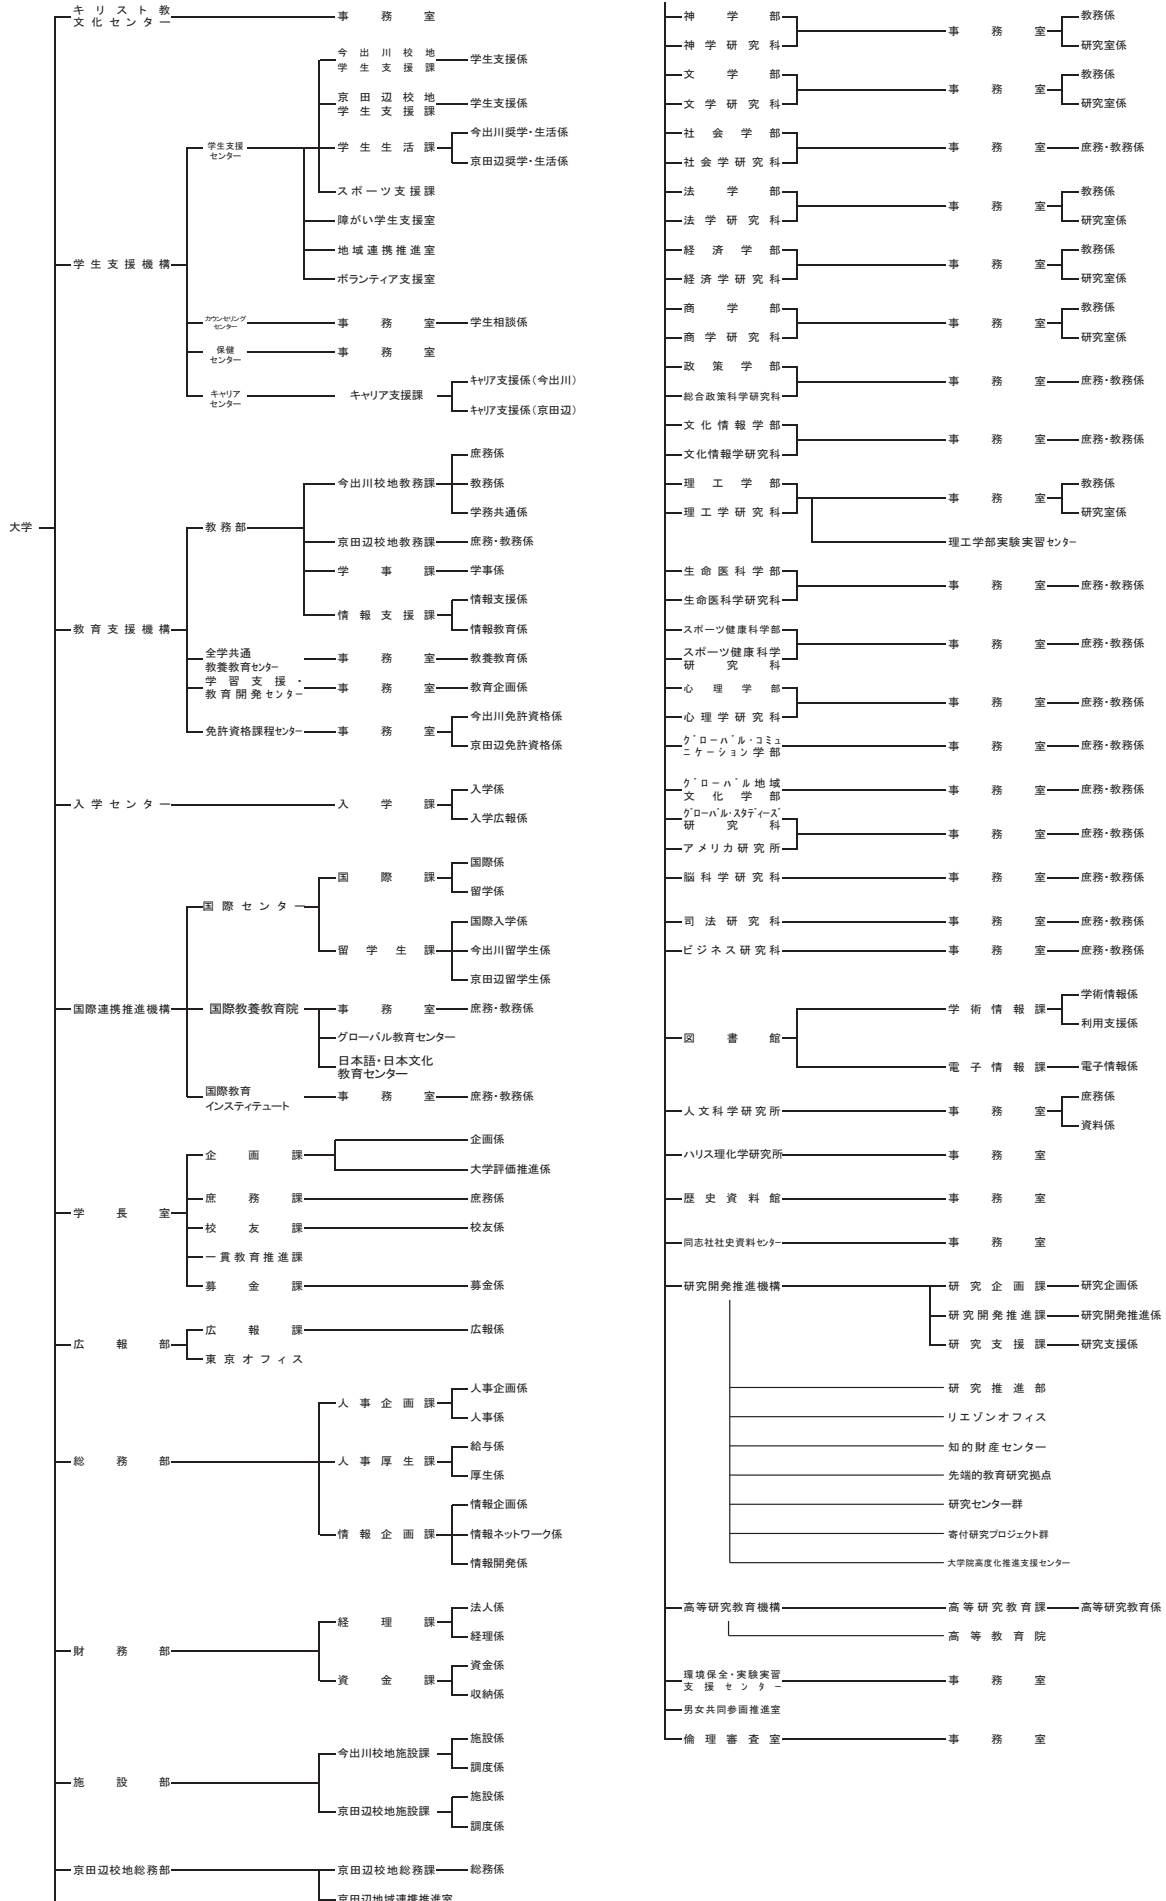 大学
キリスト教
文化センター
事務室
学生支援機構
学生支援
センター
今出川校地
学生支援課
学生支援係
京田辺校地
学生支援課
学生支援係
学生生活課
今出川奨学・生活係
京田辺奨学・生活係
スポーツ支援課
障がい学生支援室
地域連携推進室
ボランティア支援室
カウンセリング
センター
事務室
学生相談係
保健
センター
事務室
キャリア
センター
キャリア支援課
キャリア支援係(今出川)
キャリア支援係(京田辺)
教育支援機構
教務部
今出川校地教務課
庶務係
教務係
学務共通係
京田辺校地教務課
庶務・教務係
学事課
学事係
情報支援課
情報支援係
情報教育係
全学共通
教養教育センター
事務室
教養教育係
学習支援・
教育開発センター
事務室
教育企画係
免許資格課程センター
事務室
今出川免許資格係
京田辺免許資格係
入学センター
入学課
入学係
入学広報係
国際連携推進機構
国際センター
国際課
国際係
留学係
留学生課
国際入学係
今出川留学生係
京田辺留学生係
国際教養教育院
事務室
庶務・教務係
グローバル教育センター
日本語・日本文化
教育センター
国際教育
インスティテュート
事務室
庶務・教務係
学長室
企画課
企画係
大学評価推進係
庶務課
庶務係
校友課
校友係
一貫教育推進課
募金課
募金係
広報部
広報課
広報係
東京オフィス
総務部
人事企画課
人事企画係
人事係
人事厚生課
給与係
厚生係
情報企画課
情報企画係
情報ネットワーク係
情報開発係
財務部
経理課
法人係
経理係
資金課
資金係
収納係
施設部
今出川校地施設課
施設係
調度係
京田辺校地施設課
施設係
調度係
京田辺校地総務部
京田辺校地総務課
総務係
京田辺地域連携推進室
神学部
神学研究科
事務室
教務係
研究室係
文学部
文学研究科
事務室
教務係
研究室係
社会学部
社会学研究科
事務室
庶務・教務係
法学部
法学研究科
事務室
教務係
研究室係
経済学部
経済学研究科
事務室
教務係
研究室係
商学部
商学研究科
事務室
教務係
研究室係
政策学部
総合政策科学研究科
事務室
庶務・教務係
文化情報学部
文化情報学研究科
事務室
庶務・教務係
理工学部
理工学研究科
事務室
教務係
研究室係
理工学部実験実習センター
生命医科学部
生命医科学研究科
事務室
庶務・教務係
スポーツ健康科学部
スポーツ健康科学
研究科
事務室
庶務・教務係
心理学部
心理学研究科
事務室
庶務・教務係
グローバル・コミュ
ニケーション学部
事務室
庶務・教務係
グローバル地域
文化学部
事務室
庶務・教務係
グローバル・スタディーズ
研究科
アメリカ研究所
事務室
庶務・教務係
脳科学研究科
事務室
庶務・教務係
司法研究科
事務室
庶務・教務係
ビジネス研究科
事務室
庶務・教務係
図書館
学術情報課
学術情報係
利用支援係
電子情報課
電子情報係
人文科学研究所
事務室
庶務係
資料係
ハリス理化学研究所
事務室
歴史資料館
事務室
同志社社史資料センター
事務室
研究開発推進機構
研究企画課
研究企画係
研究開発推進課
研究開発推進係
研究支援課
研究支援係
研究推進部
リエゾンオフィス
知的財産センター
先端的教育研究拠点
研究センター群
寄付研究プロジェクト群
大学院高度化推進支援センター
高等研究教育機構
高等研究教育課
高等研究教育係
高等教育院
環境保全・実験実習
支援センター
事務室
男女共同参画推進室
倫理審査室
事務室